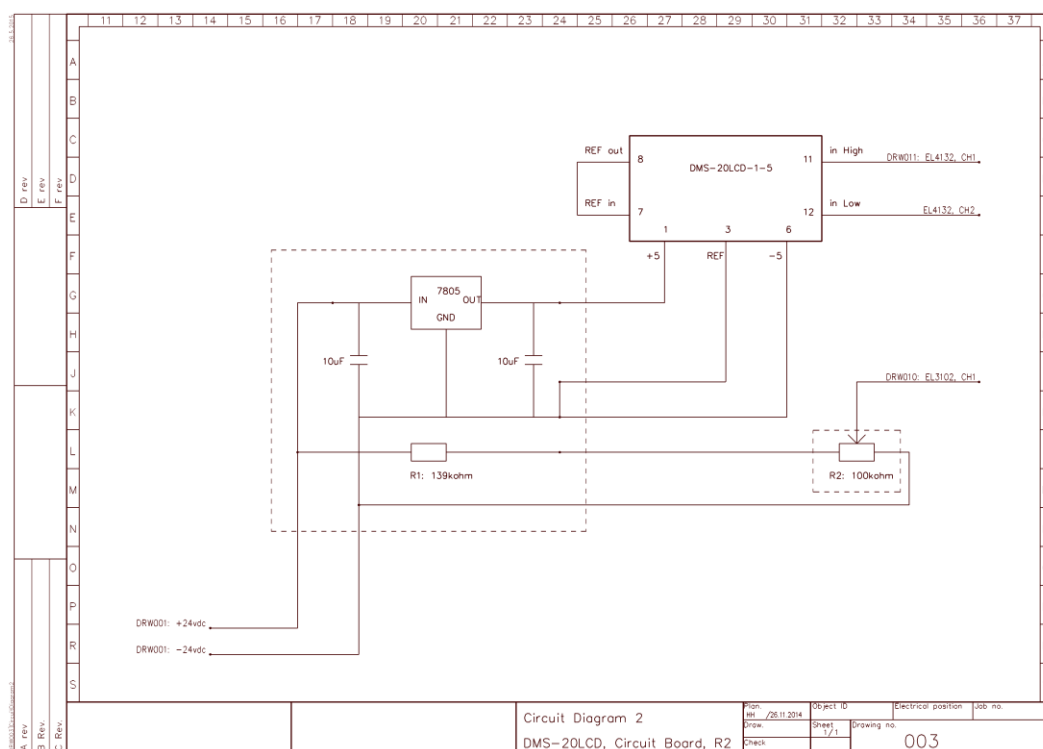 11 12 13 14 15 16 17 18 19 20 21 22 23 24 25 26 27 28 29 30 31 32 33 34 35 36 37
A
B
C
D
E
F
G
H
J
K
L
M
N
O
P
R
S
D rev
E rev
F rev
A rev
B Rev.
C Rev.
REF out
8
DMS-20LCD-1-5
11
in High
DRW011: EL4132, CH1
REF in
7
12
in Low
EL4132, CH2
1
3
6
+5
REF
-5
7805
IN
OUT
GND
10uF
10uF
DRW010: EL3102, CH1
R1: 139kohm
R2: 100kohm
DRW001: +24vdc
DRW001: -24vdc
Circuit Diagram 2
DMS-20LCD, Circuit Board, R2
Plan.
HH /26.11.2014
Draw.
Check
Object ID
Sheet
1/1
Electrical position
Job no.
Drawing no.
003